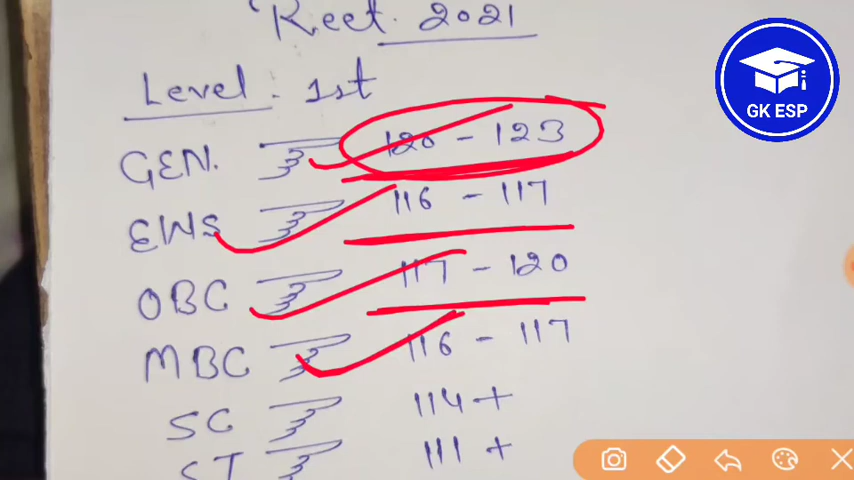 Reet. 2021
Level : 1st
GEN. 120 - 123
EWS 116 - 117
OBC 117 - 120
MBC 116 - 117
SC 114 +
ST 111 +
GK ESP